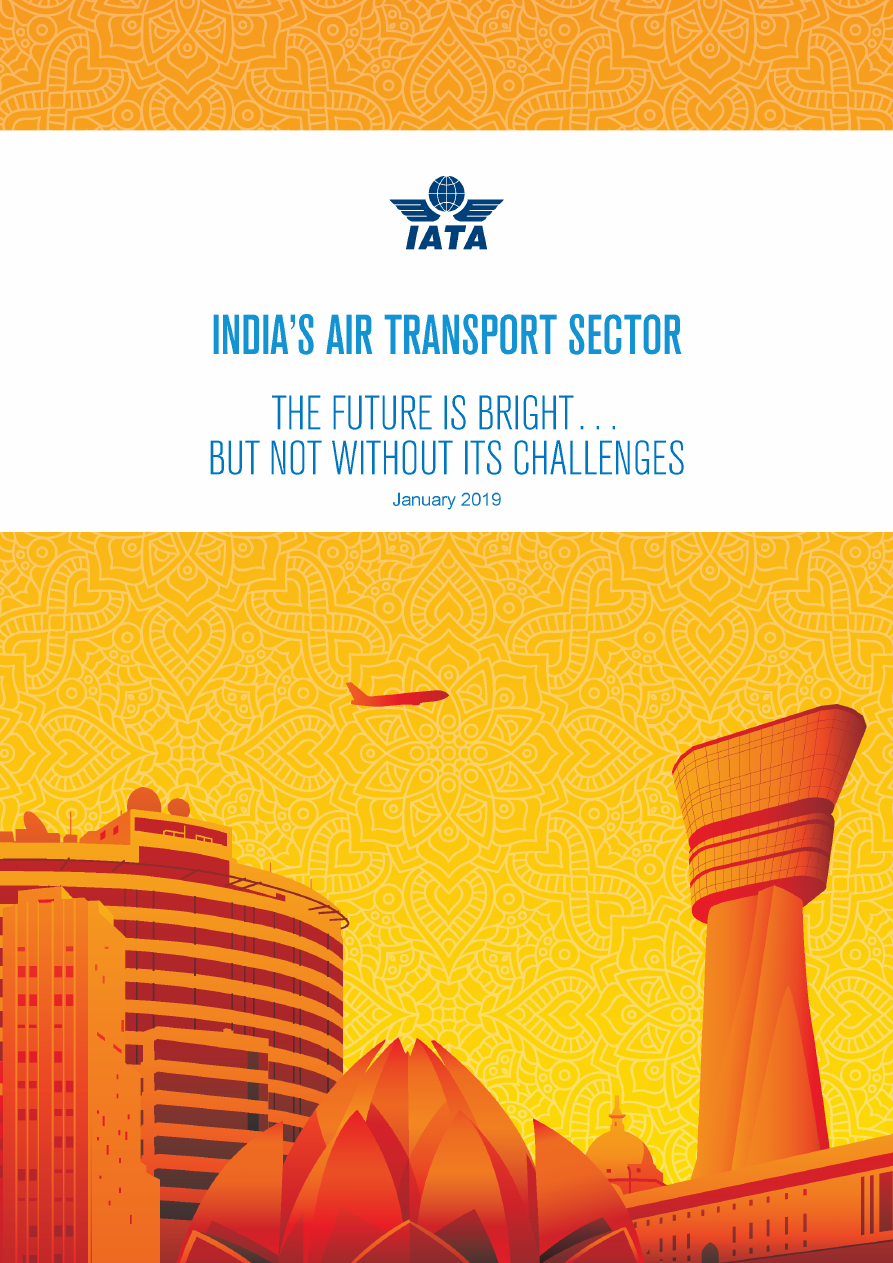 IATA
INDIA'S AIR TRANSPORT SECTOR
THE FUTURE IS BRIGHT...
BUT NOT WITHOUT ITS CHALLENGES
January 2019